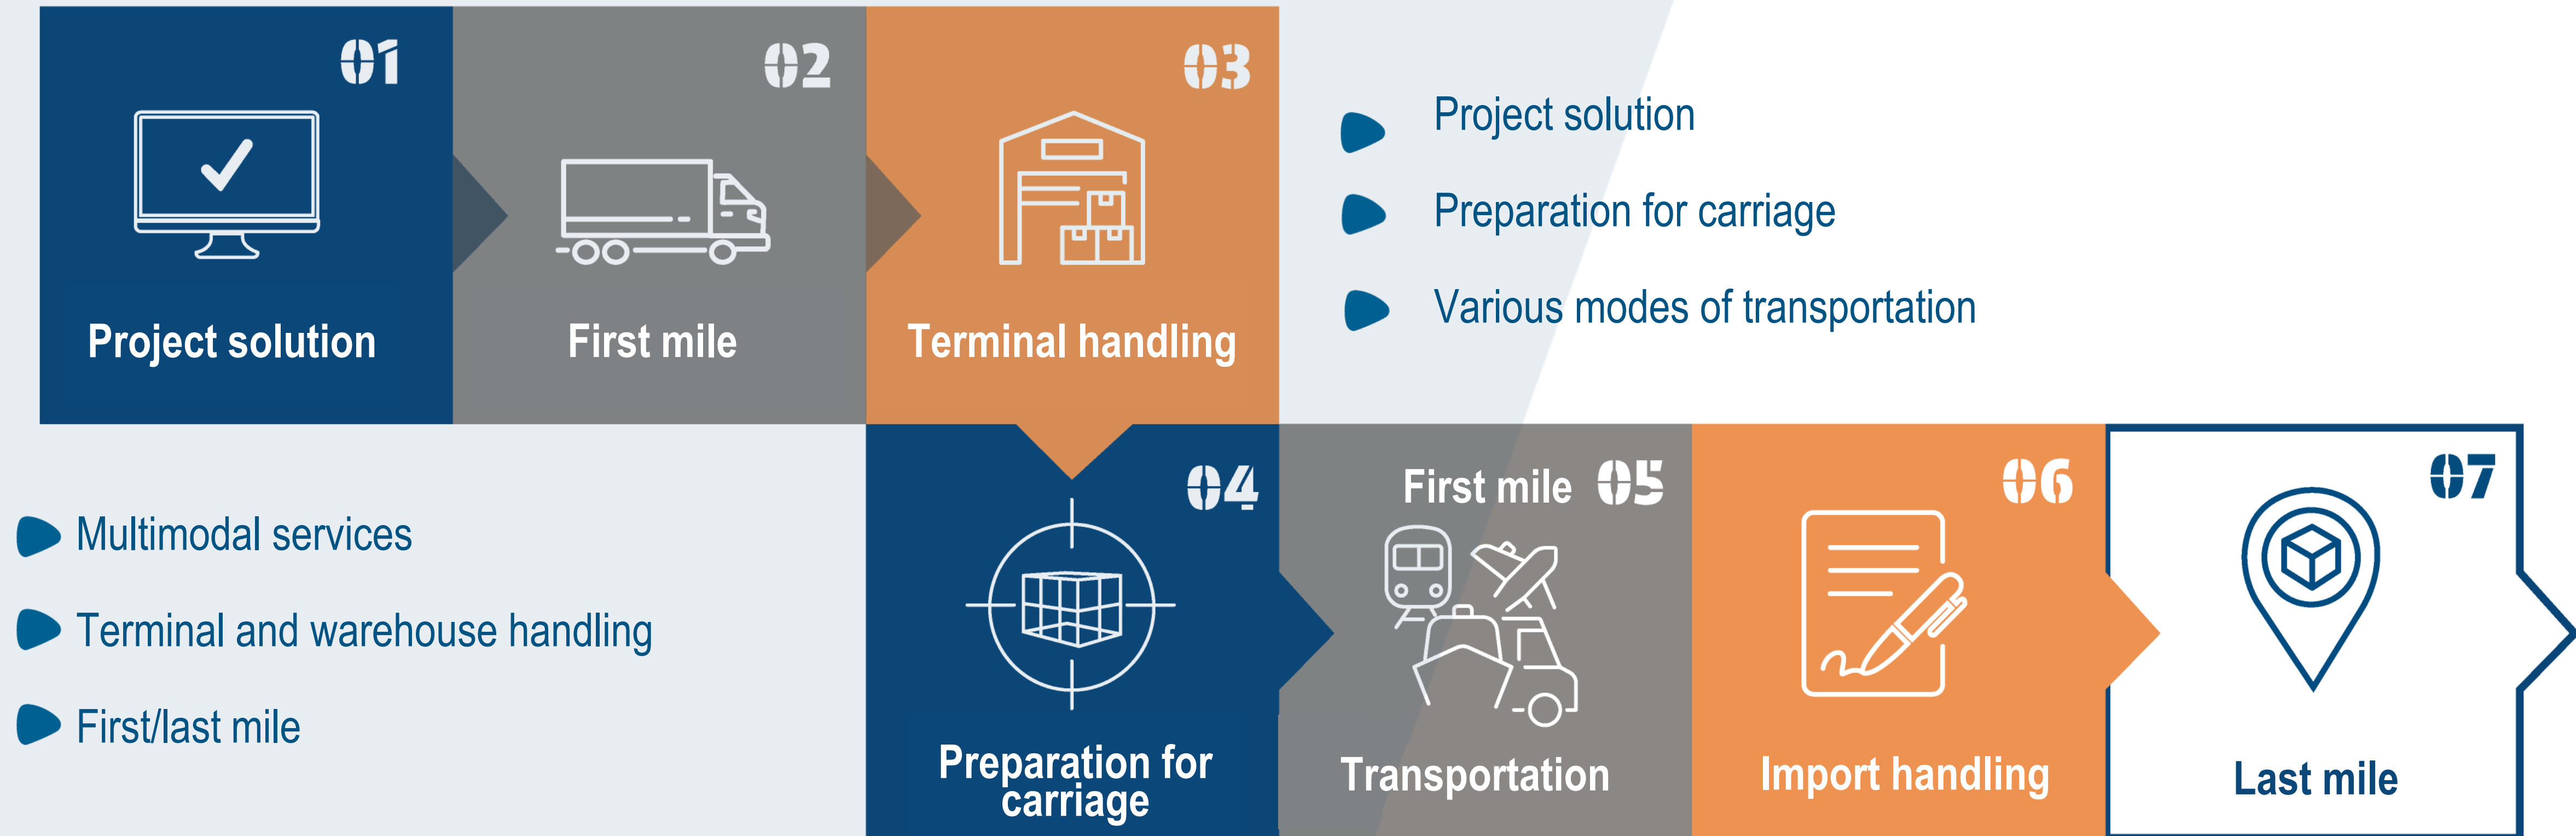 01
Project solution
02
First mile
03
Terminal handling
Project solution
Preparation for carriage
Various modes of transportation
Multimodal services
Terminal and warehouse handling
First/last mile
04
Preparation for
carriage
First mile 05
Transportation
06
Import handling
07
Last mile